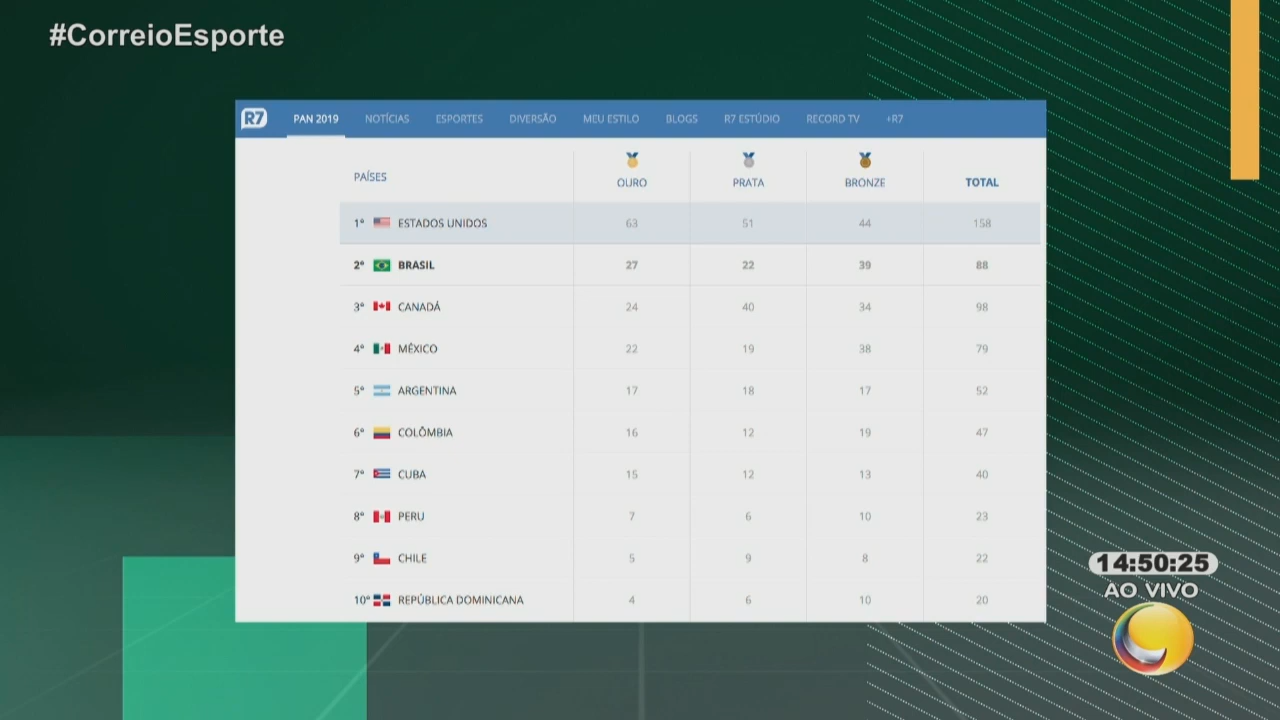 #CorreioEsporte
R7 PAN 2019 NOTÍCIAS ESPORTES DIVERSÃO MEU ESTILO BLOGS R7 ESTÚDIO RECORD TV +R7
PAÍSES OURO PRATA BRONZE TOTAL
1º ESTADOS UNIDOS 63 51 44 158
2º BRASIL 27 22 39 88
3º CANADÁ 24 40 34 98
4º MÉXICO 22 19 38 79
5º ARGENTINA 17 18 17 52
6º COLÔMBIA 16 12 19 47
7º CUBA 15 12 13 40
8º PERU 7 6 10 23
9º CHILE 5 9 8 22
10º REPÚBLICA DOMINICANA 4 6 10 20
14:50:25
AO VIVO